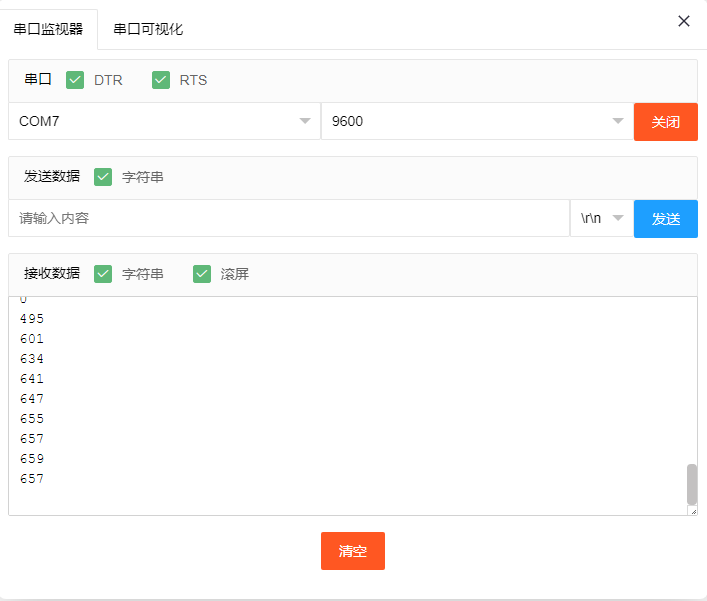 串口监视器 串口可视化
串口 DTR RTS
COM7 9600 关闭
发送数据 字符串
请输入内容 \r\n 发送
接收数据 字符串 滚屏
0
495
601
634
641
647
655
657
659
657
清空